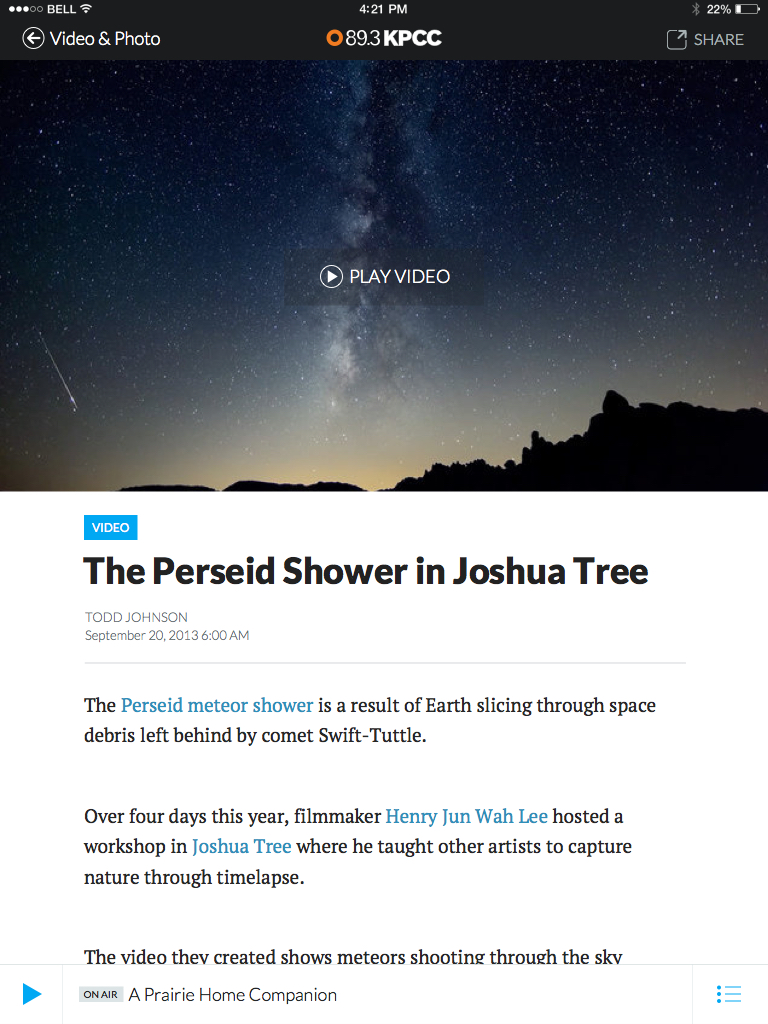 BELL 4:21 PM 22%
Video & Photo 89.3 KPCC SHARE
PLAY VIDEO
VIDEO
The Perseid Shower in Joshua Tree
TODD JOHNSON
September 20, 2013 6:00 AM
The Perseid meteor shower is a result of Earth slicing through space
debris left behind by comet Swift-Tuttle.
Over four days this year, filmmaker Henry Jun Wah Lee hosted a
workshop in Joshua Tree where he taught other artists to capture
nature through timelapse.
The video they created shows meteors shooting through the sky
ON AIR A Prairie Home Companion